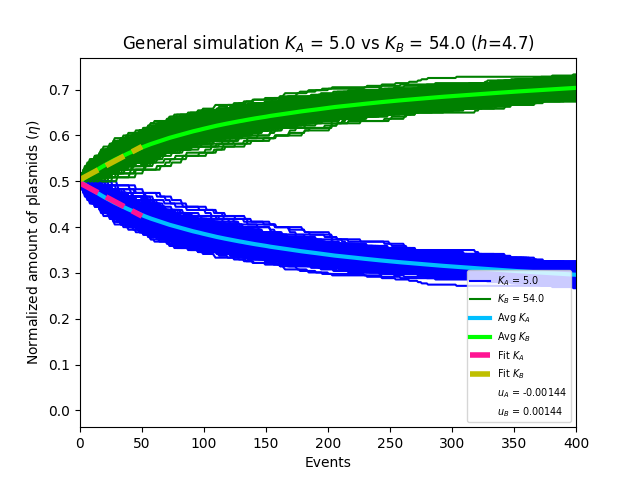 General simulation K_A = 5.0 vs K_B = 54.0 (h=4.7)
Normalized amount of plasmids (η)
0.7
0.6
0.5
0.4
0.3
0.2
0.1
0.0
K_A = 5.0
K_B = 54.0
Avg K_A
Avg K_B
Fit K_A
Fit K_B
u_A = -0.00144
u_B = 0.00144
0 50 100 150 200 250 300 350 400
Events